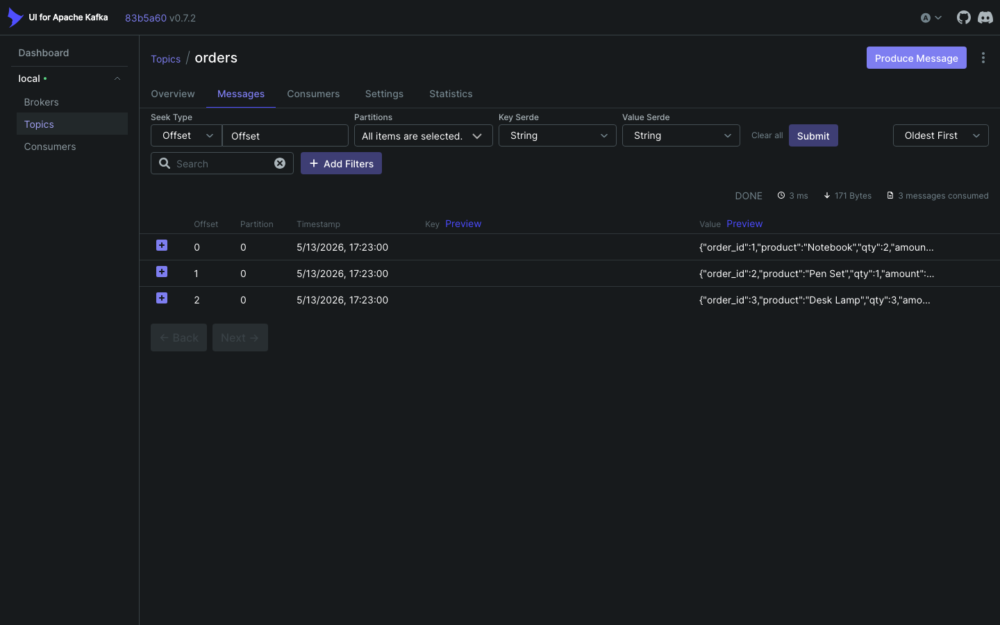 UI for Apache Kafka 83b5a60 v0.7.2 A
Dashboard
local
Brokers
Topics
Consumers
Topics / orders
Produce Message
Overview Messages Consumers Settings Statistics
Seek Type Partitions Key Serde Value Serde
Offset Offset All items are selected. String String Clear all Submit Oldest First
Search Add Filters
DONE 3 ms 171 Bytes 3 messages consumed
Offset Partition Timestamp Key Preview Value Preview
0 0 5/13/2026, 17:23:00 {"order_id":1,"product":"Notebook","qty":2,"amoun...
1 0 5/13/2026, 17:23:00 {"order_id":2,"product":"Pen Set","qty":1,"amount":...
2 0 5/13/2026, 17:23:00 {"order_id":3,"product":"Desk Lamp","qty":3,"amo...
← Back Next →